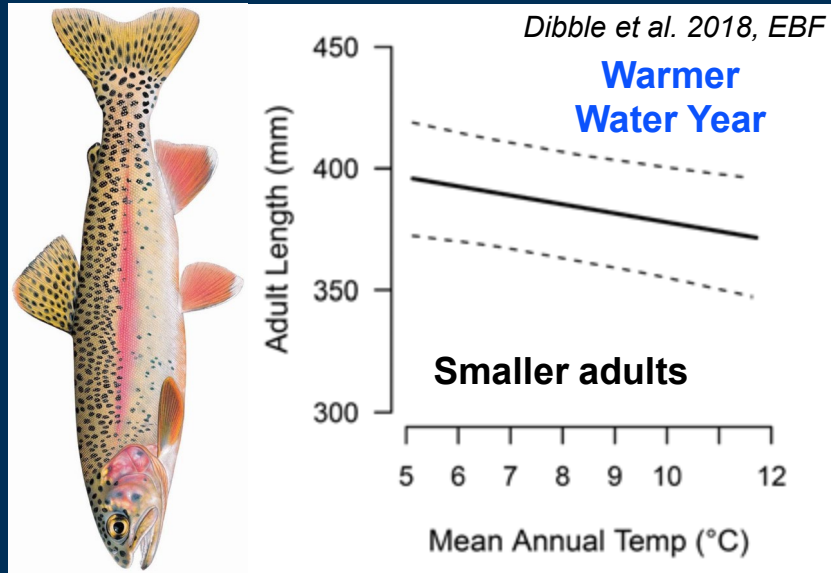 Dibble et al. 2018, EBF
Warmer
Water Year
450
400
350
300
Adult Length (mm)
Smaller adults
5 6 7 8 9 10 12
Mean Annual Temp (°C)